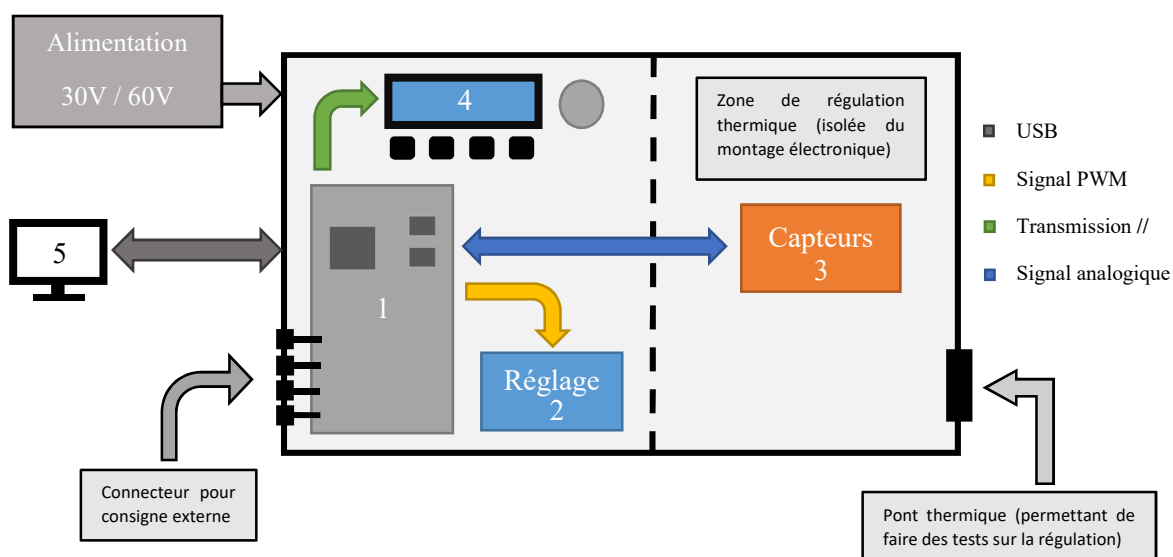 Alimentation
30V / 60V
4
Zone de régulation
thermique (isolée du
montage électronique)
USB
Signal PWM
Transmission //
Signal analogique
5
1
Capteurs
3
Réglage
2
Connecteur pour
consigne externe
Pont thermique (permettant de
faire des tests sur la régulation)